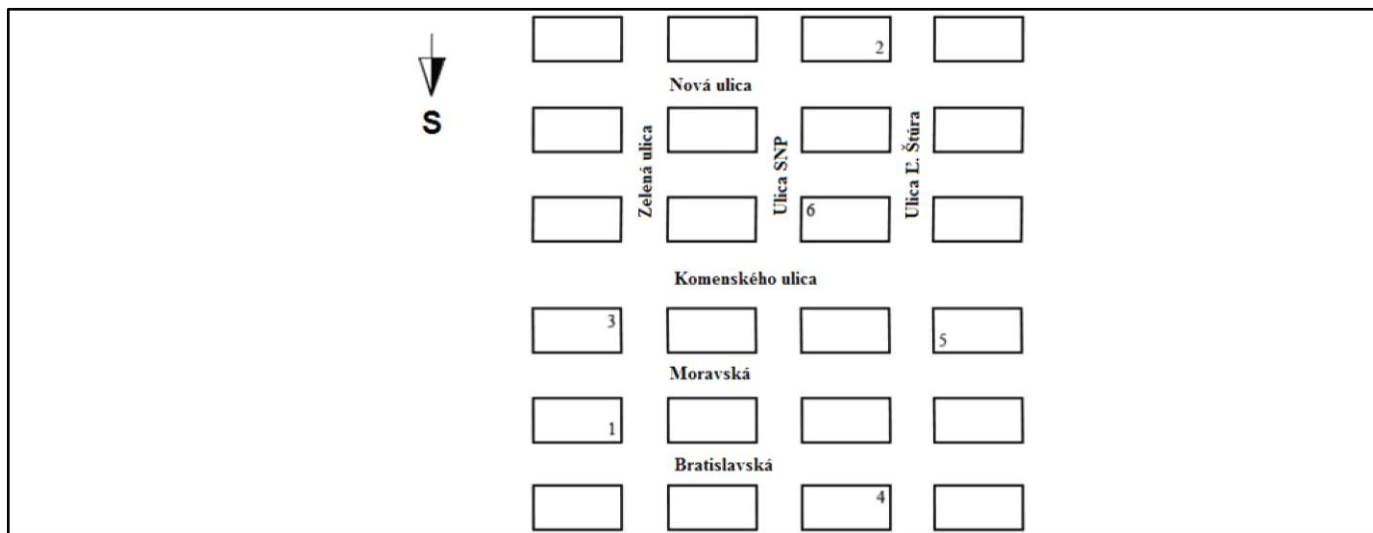 2
Nová ulica
S
Zelená ulica
Ulica SNP
Ulica Ľ. Štúra
6
Komenského ulica
3
5
Moravská
1
Bratislavská
4